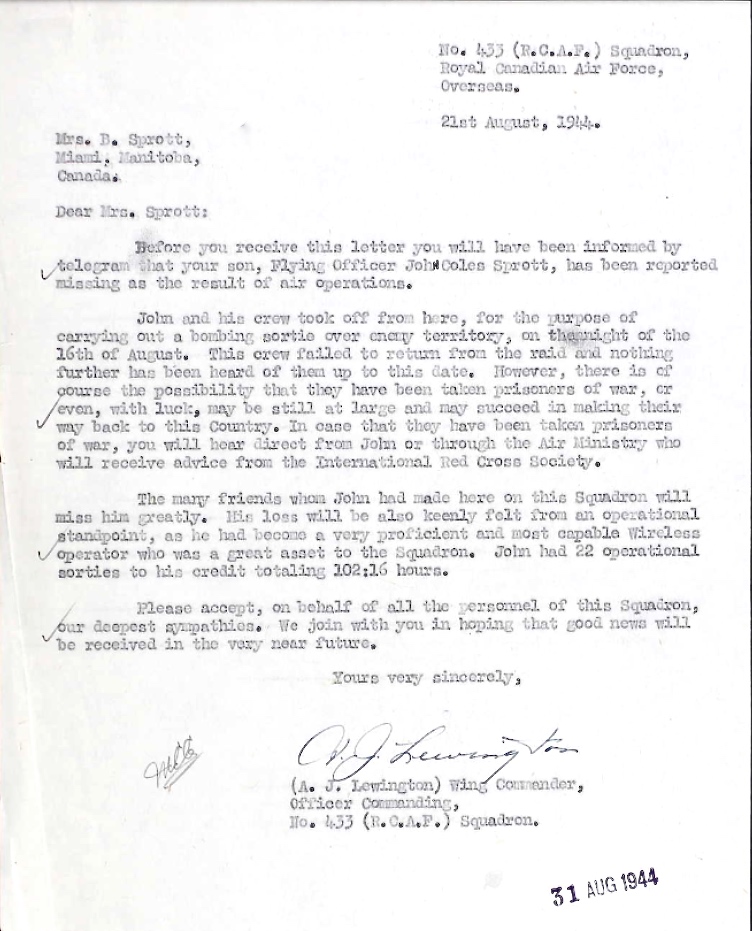 No. 433 (R.C.A.F.) Squadron,
Royal Canadian Air Force,
Overseas.
21st August, 1944.
Mrs. B. Sprott,
Miami, Manitoba,
Canada.
Dear Mrs. Sprott:
Before you receive this letter you will have been informed by
telegram that your son, Flying Officer John Coles Sprott, has been reported
missing as the result of air operations.
John and his crew took off from here, for the purpose of
carrying out a bombing sortie over enemy territory, on the night of the
16th of August. This crew failed to return from the raid and nothing
further has been heard of them up to this date. However, there is of
course the possibility that they have been taken prisoners of war, or
even, with luck, may be still at large and may succeed in making their
way back to this Country. In case that they have been taken prisoners
of war, you will hear direct from John or through the Air Ministry who
will receive advice from the International Red Cross Society.
The many friends whom John had made here on this Squadron will
miss him greatly. His loss will be also keenly felt from an operational
standpoint, as he had become a very proficient and most capable Wireless
operator who was a great asset to the Squadron. John had 22 operational
sorties to his credit totaling 102:16 hours.
Please accept, on behalf of all the personnel of this Squadron,
our deepest sympathies. We join with you in hoping that good news will
be received in the very near future.
Yours very sincerely,
A. J. Lewington
(A. J. Lewington) Wing Commander,
Officer Commanding,
No. 433 (R.C.A.F.) Squadron.
31 AUG 1944